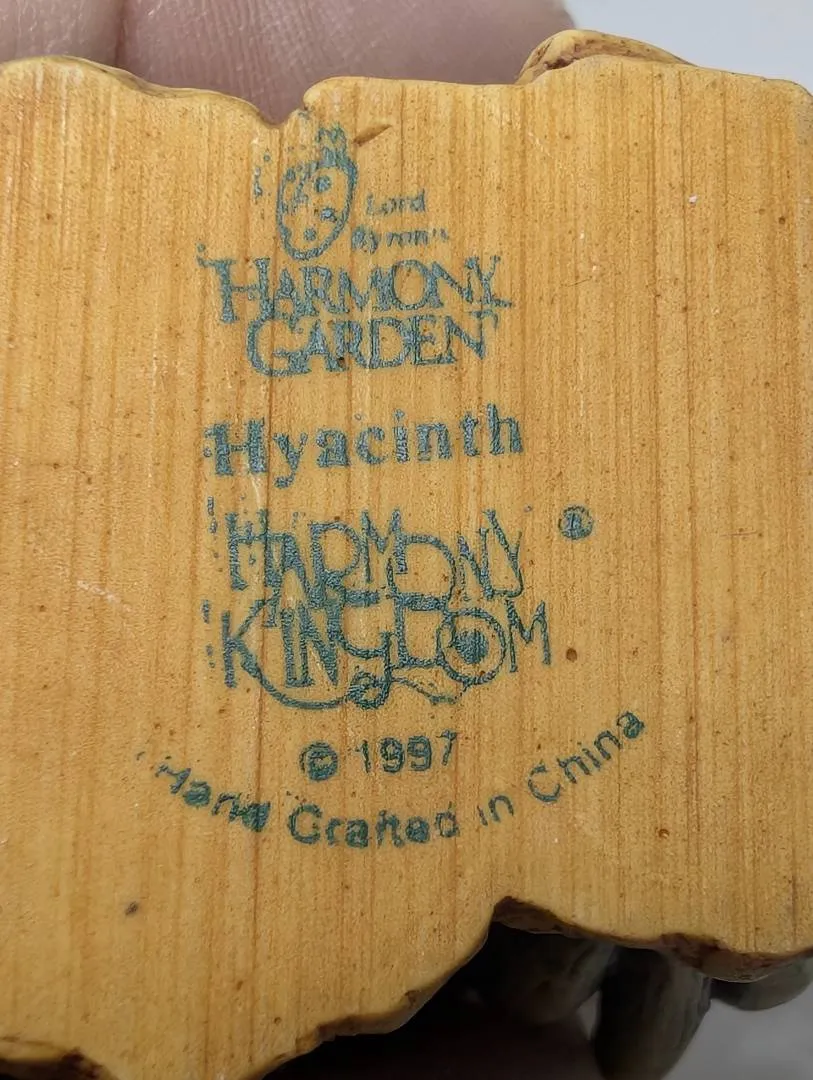 Lord
Byron's
HARMONY
GARDEN
Hyacinth
HARMONY ®
KINGDOM
© 1997
Hand Crafted in China